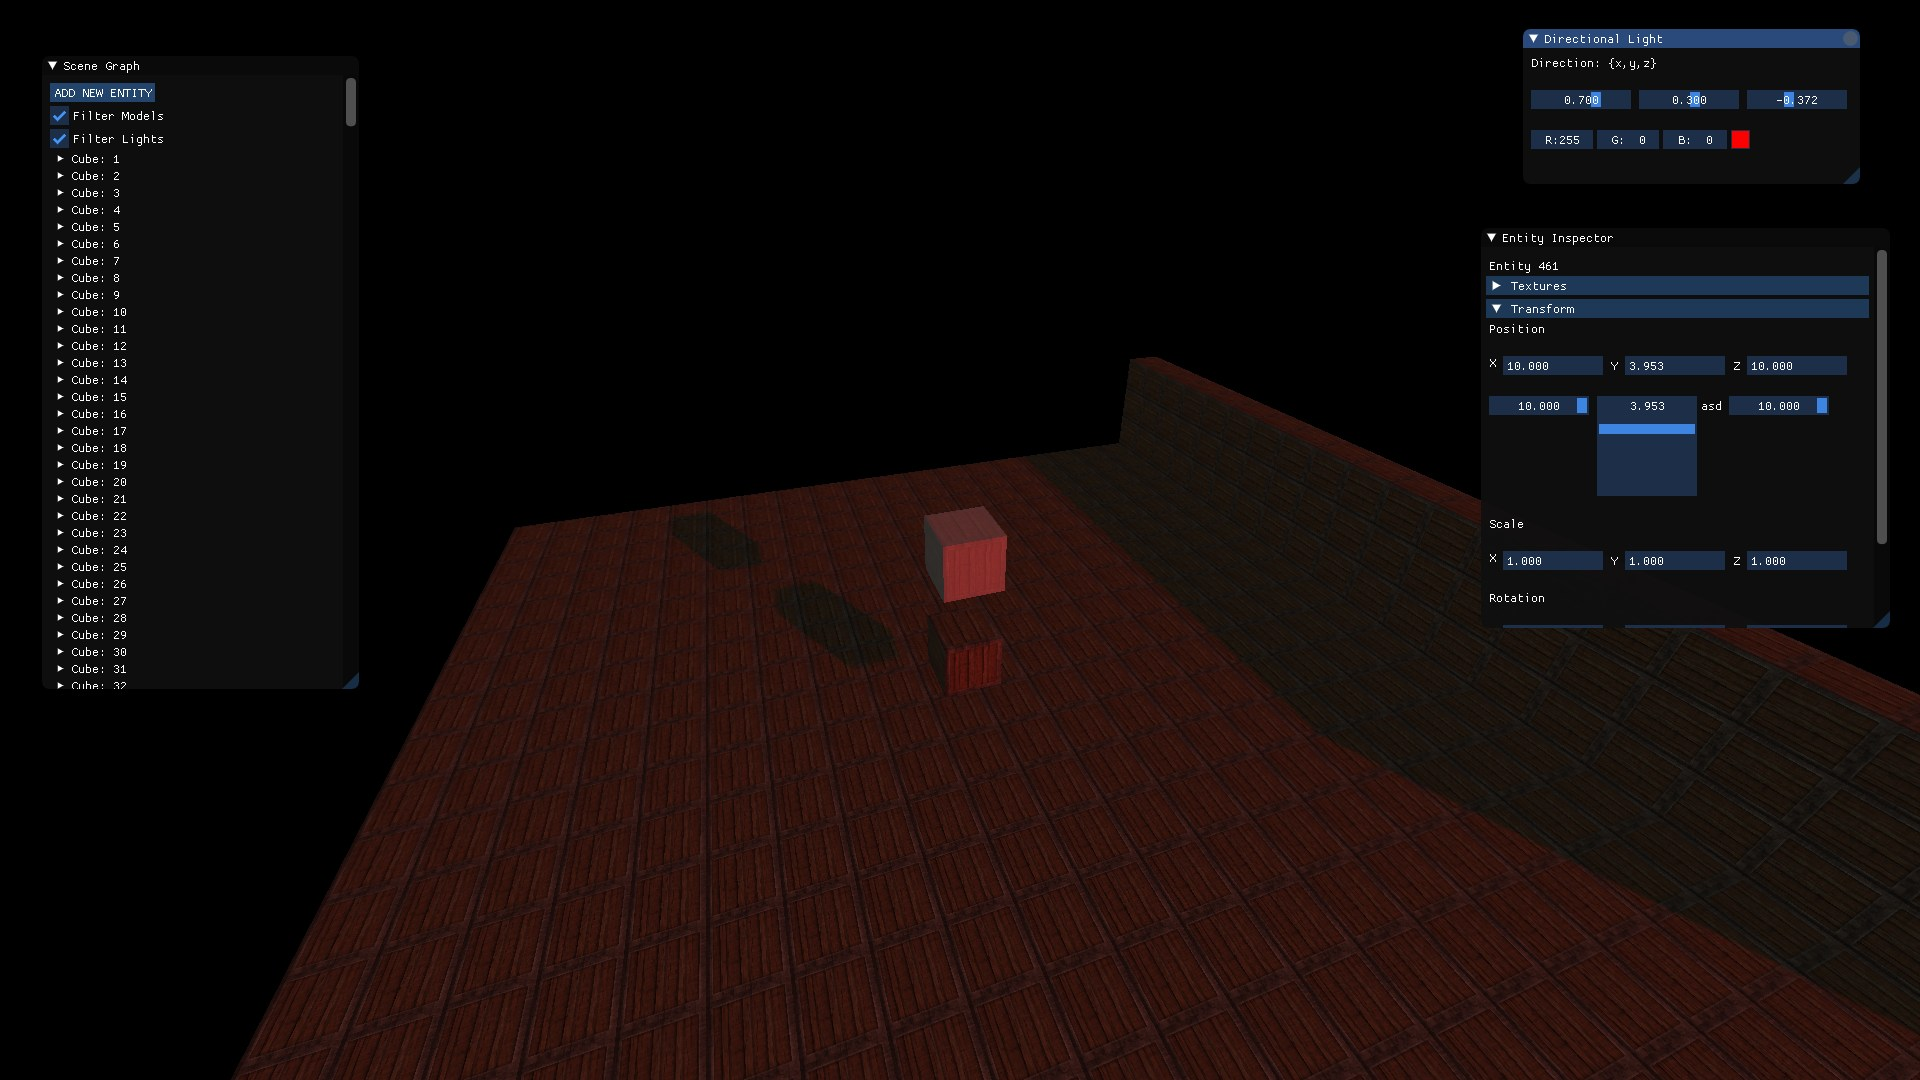 Scene Graph
ADD NEW ENTITY
Filter Models
Filter Lights
Cube: 1
Cube: 2
Cube: 3
Cube: 4
Cube: 5
Cube: 6
Cube: 7
Cube: 8
Cube: 9
Cube: 10
Cube: 11
Cube: 12
Cube: 13
Cube: 14
Cube: 15
Cube: 16
Cube: 17
Cube: 18
Cube: 19
Cube: 20
Cube: 21
Cube: 22
Cube: 23
Cube: 24
Cube: 25
Cube: 26
Cube: 27
Cube: 28
Cube: 29
Cube: 30
Cube: 31
Cube: 32
Directional Light
Direction: {x,y,z}
0.700 0.300 -0.372
R:255 G: 0 B: 0
Entity Inspector
Entity 461
Textures
Transform
Position
X 10.000 Y 3.953 Z 10.000
10.000 3.953 asd 10.000
Scale
X 1.000 Y 1.000 Z 1.000
Rotation